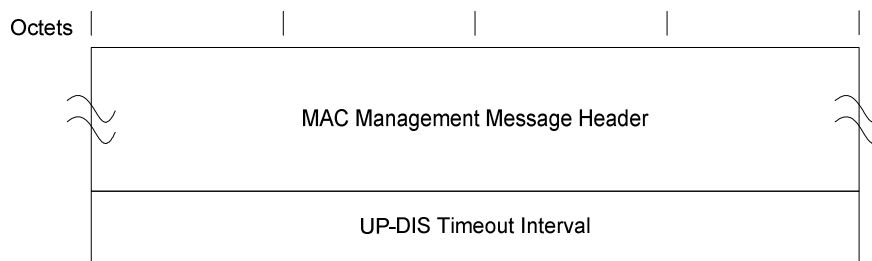 Octets
MAC Management Message Header
UP-DIS Timeout Interval